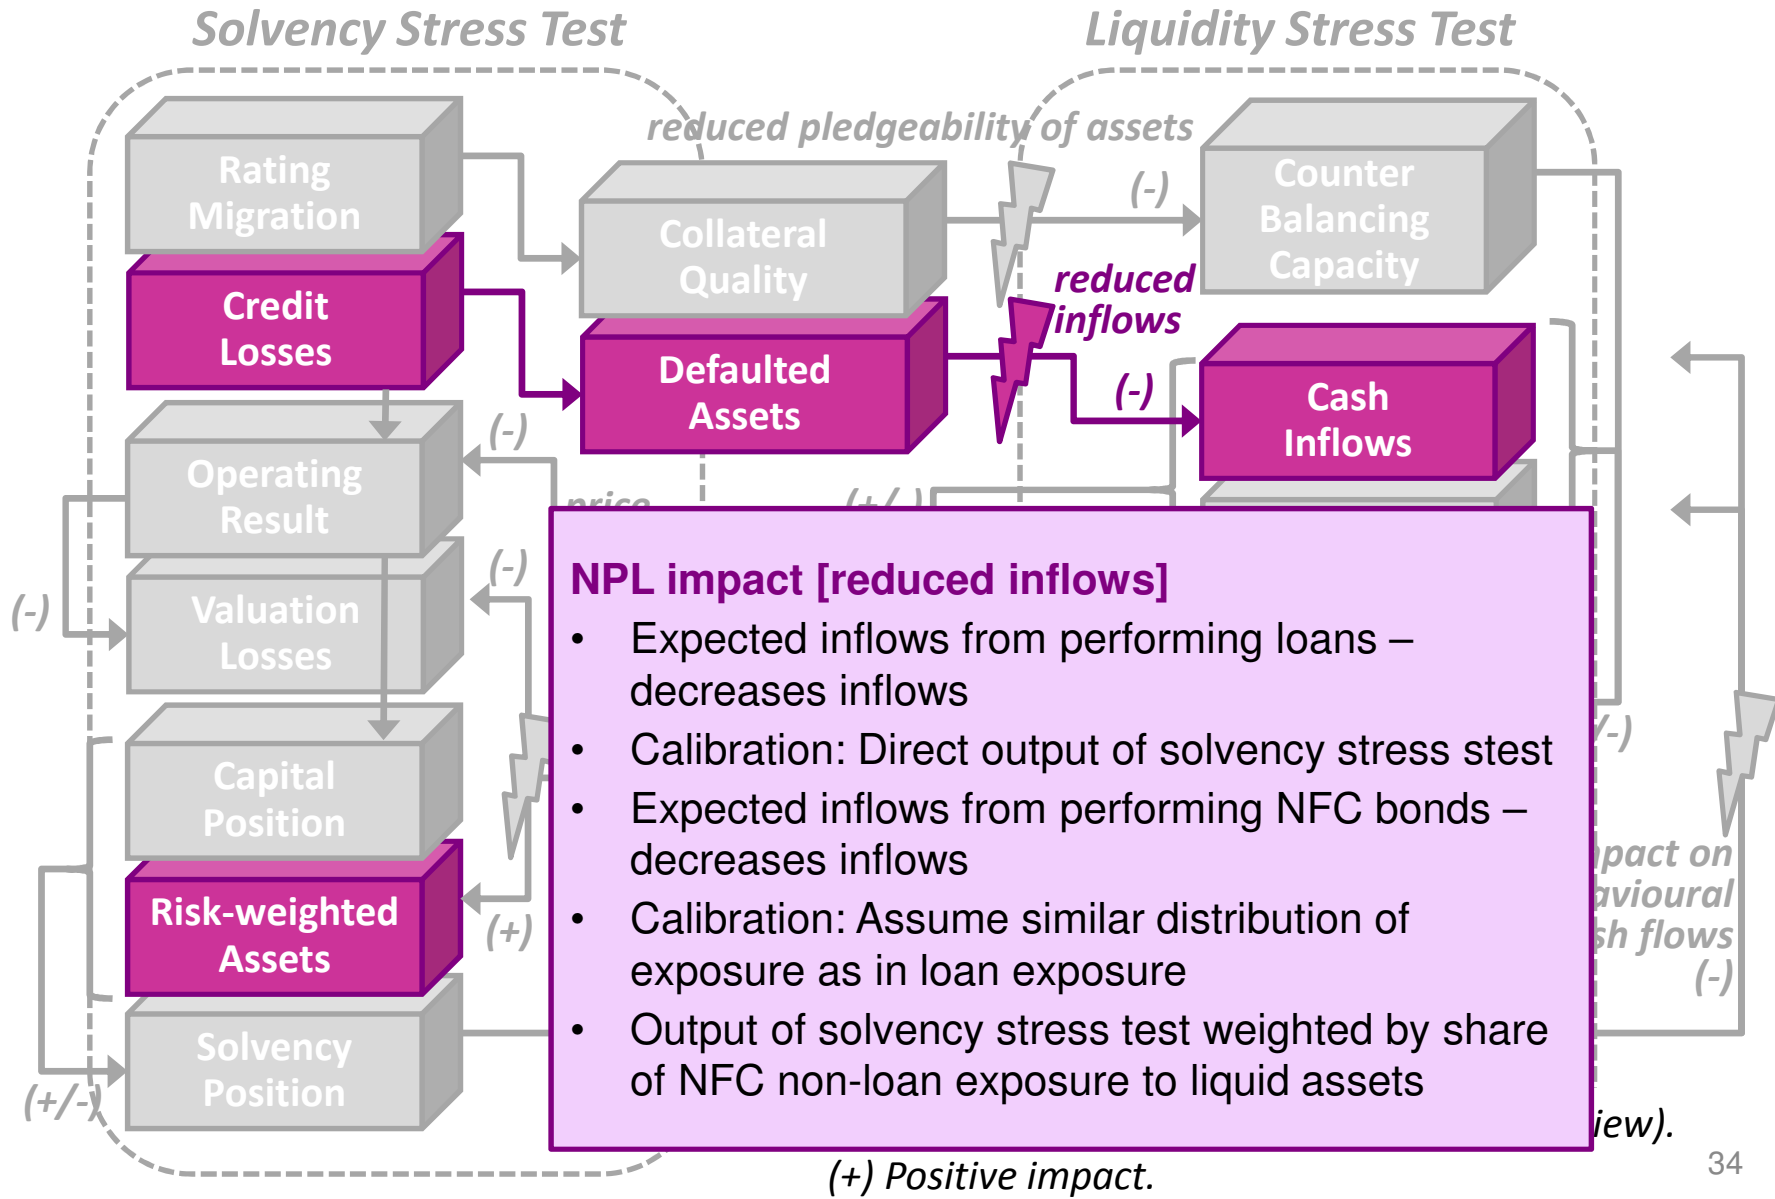 Solvency Stress Test
Liquidity Stress Test
reduced pledgeability of assets
Rating
Migration
Collateral
Quality
(-)
Counter
Balancing
Capacity
Credit
Losses
Defaulted
Assets
reduced
inflows
(-)
Cash
Inflows
Operating
Result
(-)
price
(-)
Valuation
Losses
(-)
Capital
Position
Risk-weighted
Assets
(+)
Solvency
Position
(+/-)
NPL impact [reduced inflows]
• Expected inflows from performing loans –
decreases inflows
• Calibration: Direct output of solvency stress stest
• Expected inflows from performing NFC bonds –
decreases inflows
• Calibration: Assume similar distribution of
exposure as in loan exposure
• Output of solvency stress test weighted by share
of NFC non-loan exposure to liquid assets
on
flows
(-)
(+) Positive impact.
34